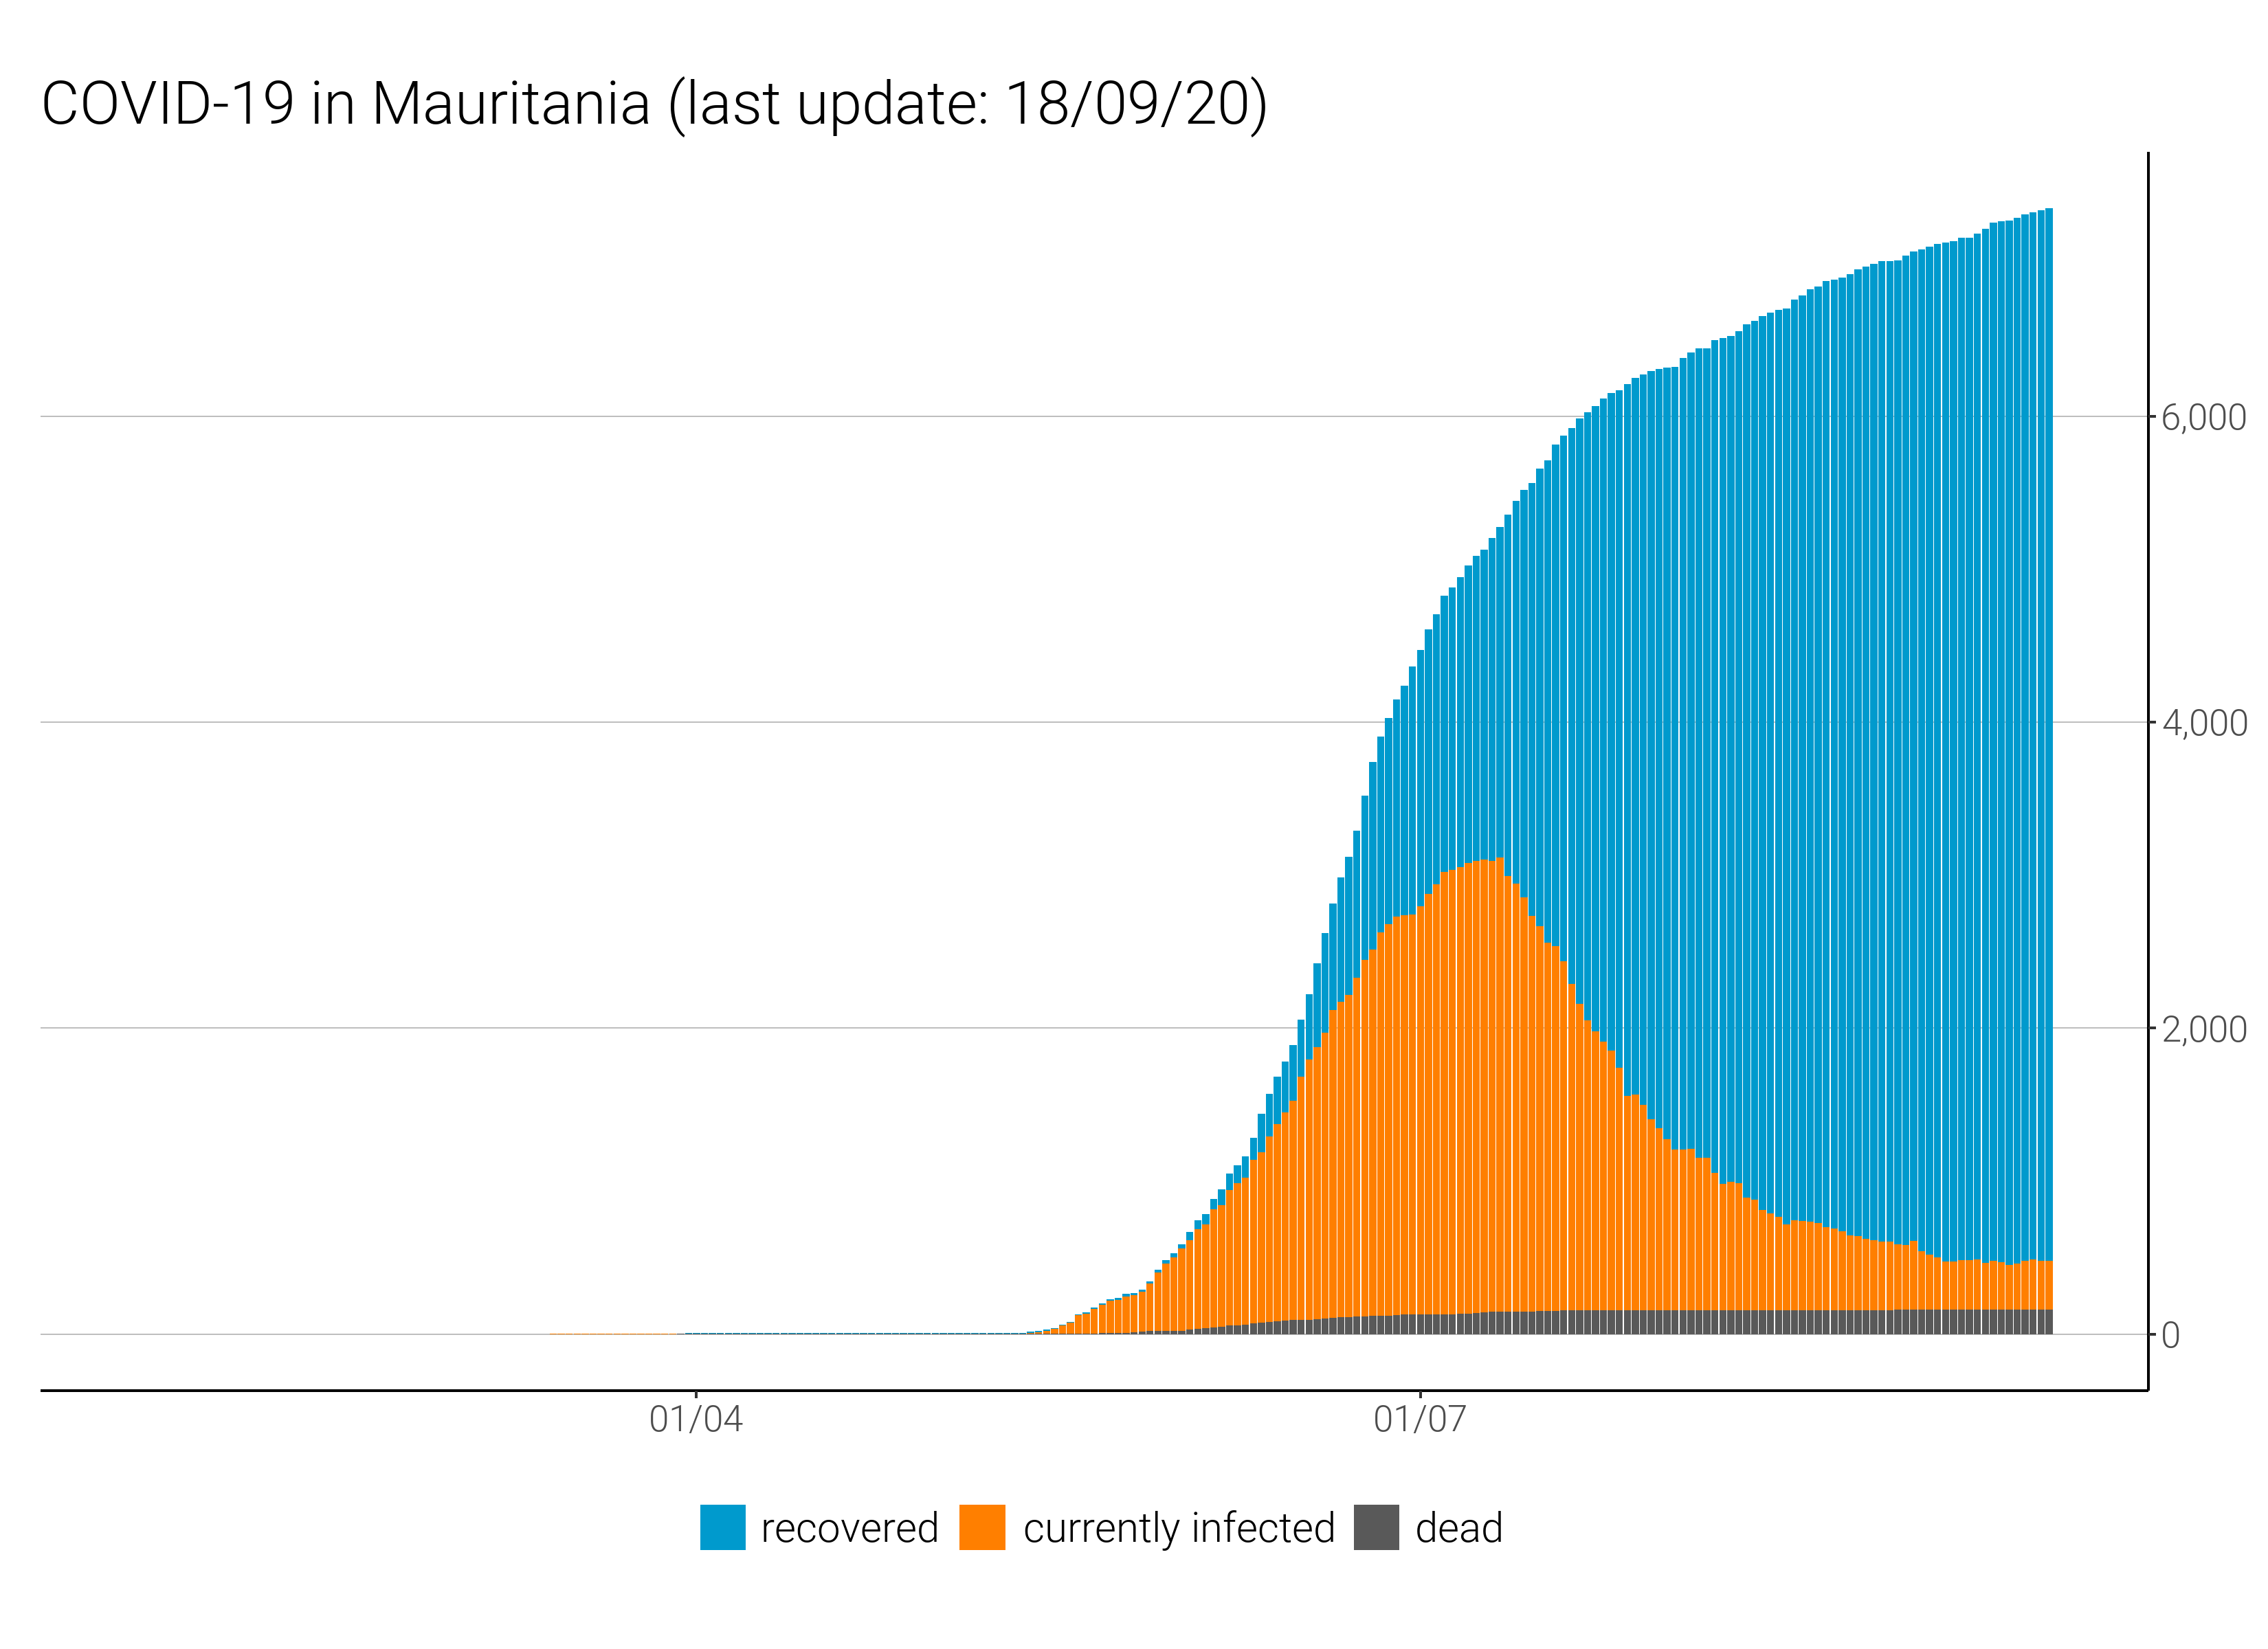 COVID-19 in Mauritania (last update: 18/09/20)
6,000
4,000
2,000
0
01/04 01/07
recovered currently infected dead